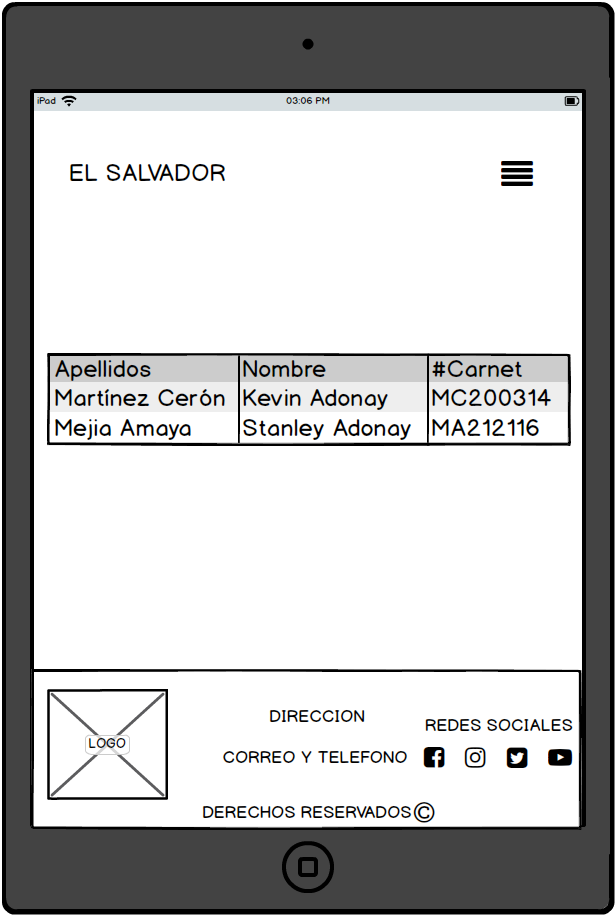 iPad 03:06 PM
EL SALVADOR
Apellidos Nombre #Carnet
Martínez Cerón Kevin Adonay MC200314
Mejia Amaya Stanley Adonay MA212116
LOGO
DIRECCION
REDES SOCIALES
CORREO Y TELEFONO
DERECHOS RESERVADOS©